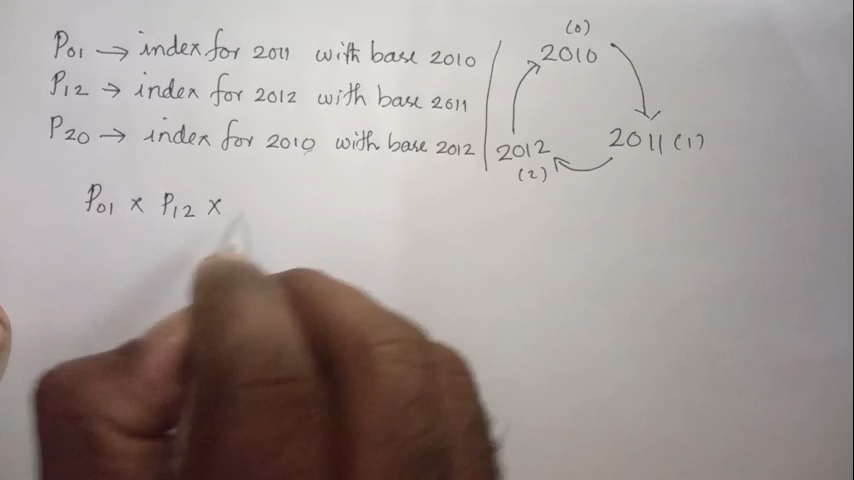 P01 → index for 2011 with base 2010
P12 → index for 2012 with base 2011
P20 → index for 2010 with base 2012
P01 × P12 ×
(0)
2010
2011 (1)
2012
(2)